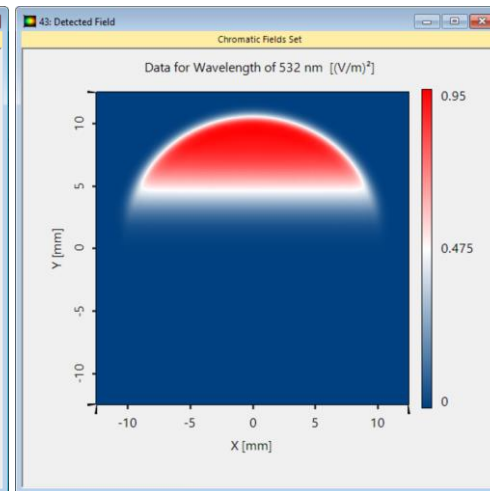 43: Detected Field
Chromatic Fields Set
Data for Wavelength of 532 nm [(V/m)²]
10
5
0
-5
-10
Y [mm]
-10 -5 0 5 10
X [mm]
0.95
0.475
0